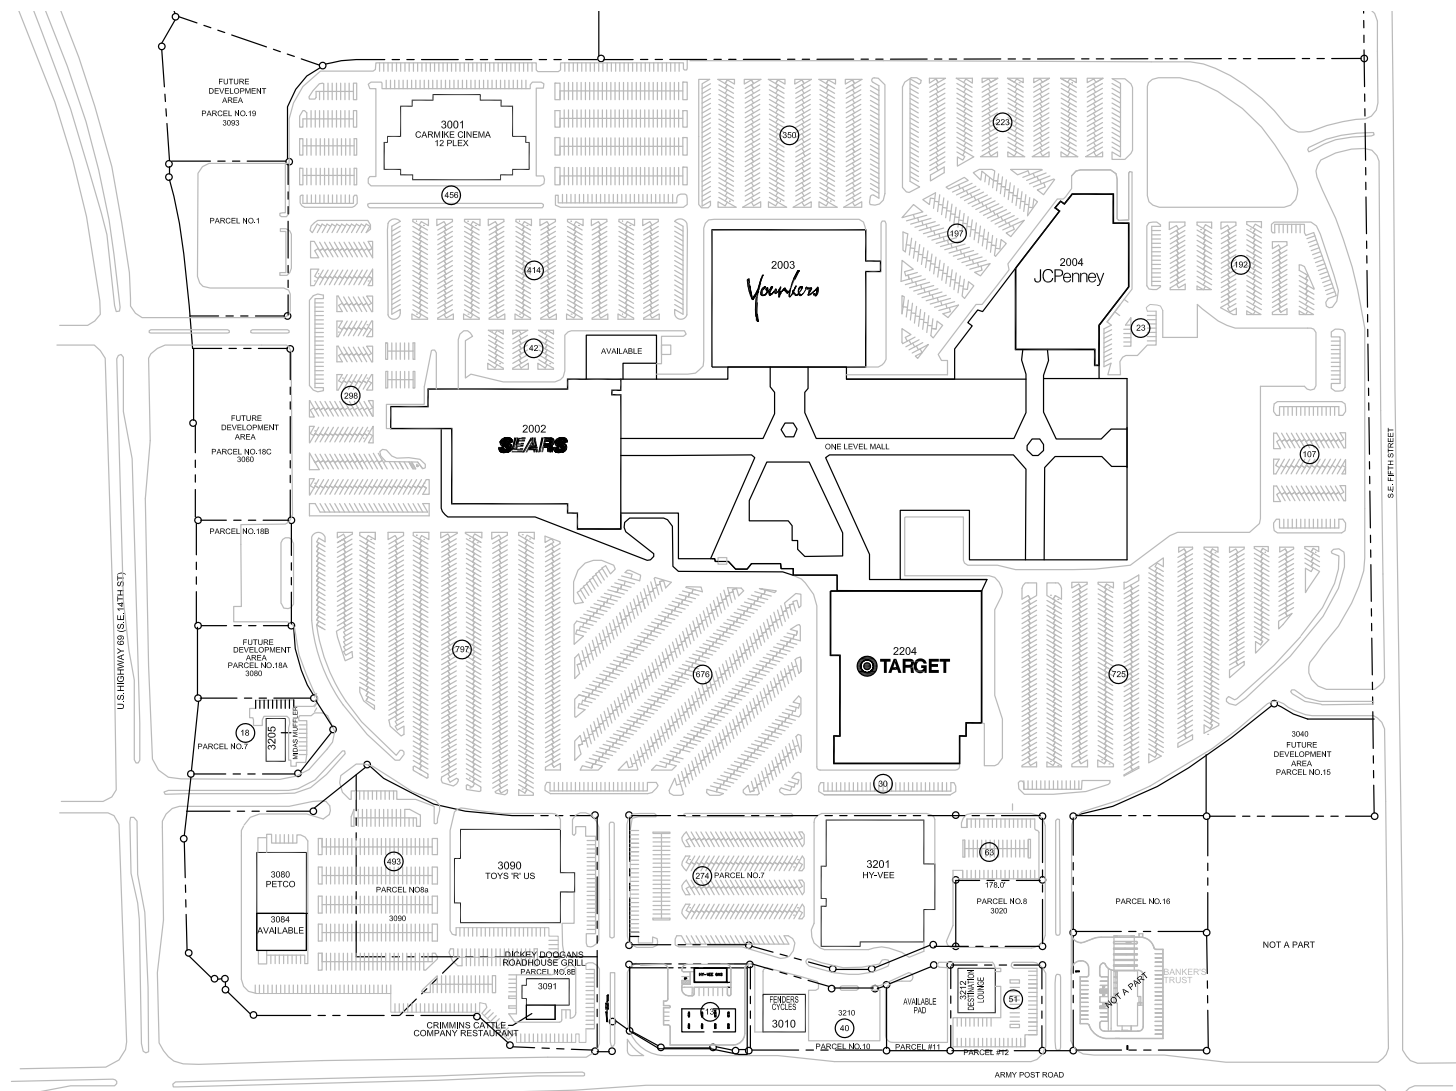 FUTURE
DEVELOPMENT
AREA
PARCEL NO.19
3093
3001
CARMIKE CINEMA
12 PLEX
456
350
223
PARCEL NO.1
197
414
2003
Younkers
2004
JCPenney
192
23
42
AVAILABLE
298
FUTURE
DEVELOPMENT
AREA
PARCEL NO.18C
3060
2002
SEARS
ONE LEVEL MALL
107
S.E. FIFTH STREET
PARCEL NO.18B
U.S.HIGHWAY 69 (S.E.14TH ST)
FUTURE
DEVELOPMENT
AREA
PARCEL NO.18A
3080
797
676
2204
TARGET
725
18
PARCEL NO.7
3205
MIDAS MUFFLER
3040
FUTURE
DEVELOPMENT
AREA
PARCEL NO.15
30
3080
PETCO
3084
AVAILABLE
493
PARCEL NO8a
3090
3090
TOYS 'R' US
274
PARCEL NO.7
3201
HY-VEE
63
178.0'
PARCEL NO.8
3020
PARCEL NO.16
NOT A PART
DICKEY DOOGANS
ROADHOUSE GRILL
PARCEL NO.8B
3091
CRIMMINS CATTLE
COMPANY RESTAURANT
HY-VEE GAS
13
FENDERS
CYCLES
3010
3210
40
PARCEL NO.10
AVAILABLE
PAD
PARCEL #11
3212
DESTINATION
LOUNGE
51
PARCEL #12
NOT A PART
BANKER'S
TRUST
ARMY POST ROAD